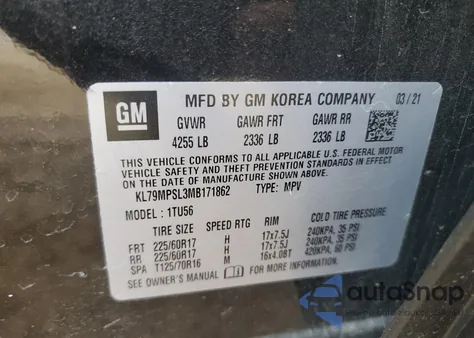 GM
MFD BY GM KOREA COMPANY 03/21
GVWR GAWR FRT GAWR RR
4255 LB 2336 LB 2336 LB
THIS VEHICLE CONFORMS TO ALL APPLICABLE U.S. FEDERAL MOTOR
VEHICLE SAFETY, BUMPER, AND THEFT PREVENTION STANDARDS IN EFFECT
ON THE DATE OF MANUFACTURE SHOWN ABOVE.
KL79MPSL3MB171862 TYPE: MPV
MODEL: 1TU56
TIRE SIZE SPEED RTG RIM COLD TIRE PRESSURE
FRT 225/60R17 H 17x7.5J 240KPA, 35 PSI
RR 225/60R17 H 17x7.5J 240KPA, 35 PSI
SPA T125/70R16 M 16x4.0BT 420KPA, 60 PSI
SEE OWNER'S MANUAL FOR MORE INFORMATION.
autoSnap